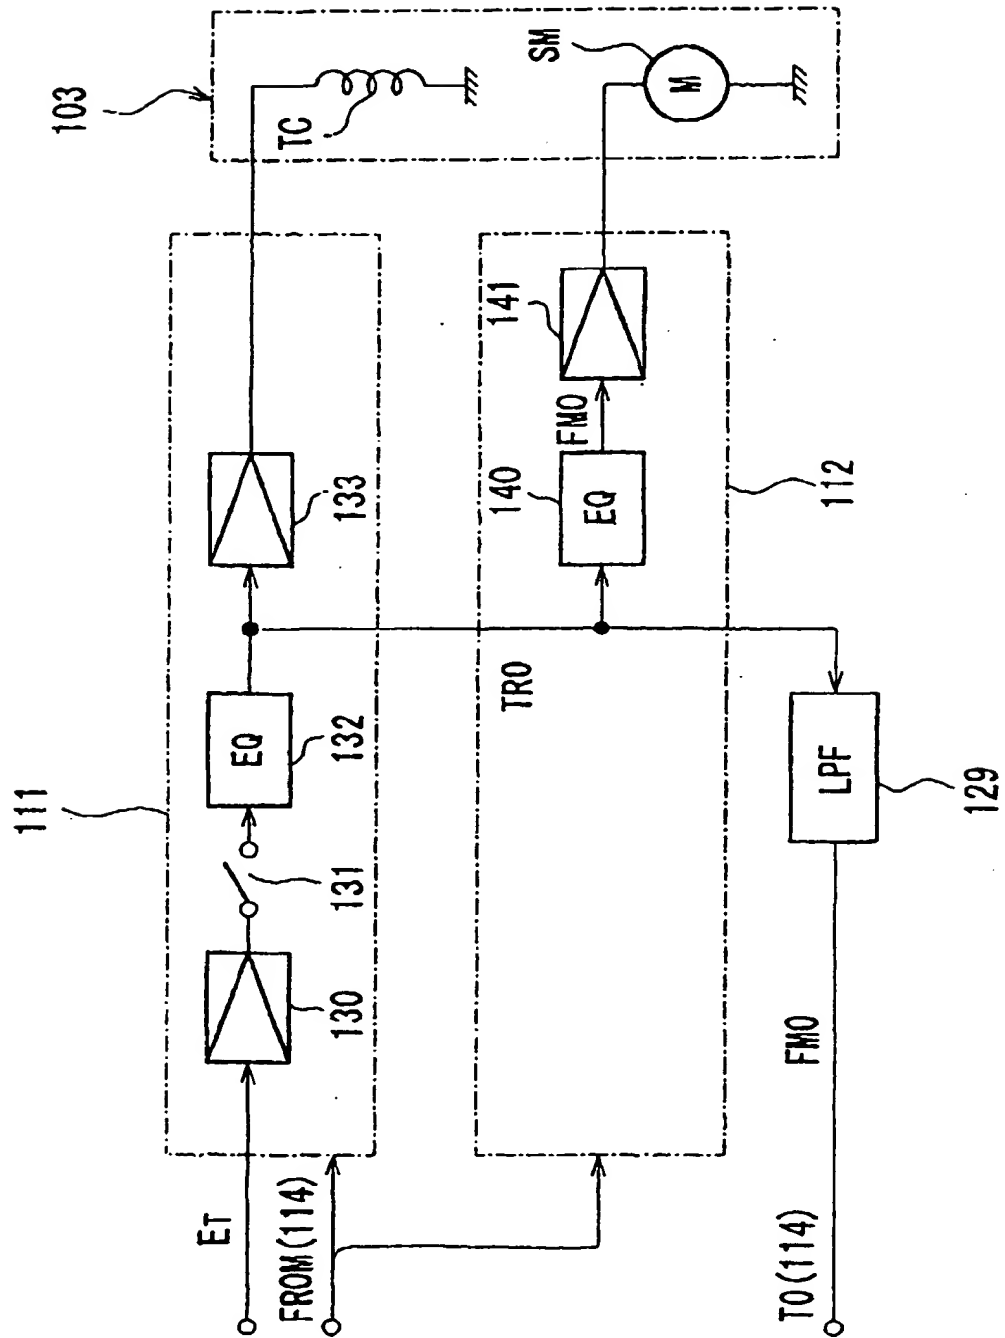 103
TC
SM
M
111
133
141
FMO
140
EQ
112
EQ
132
TRO
131
130
LPF
129
ET
FROM(114)
FMO
TO(114)